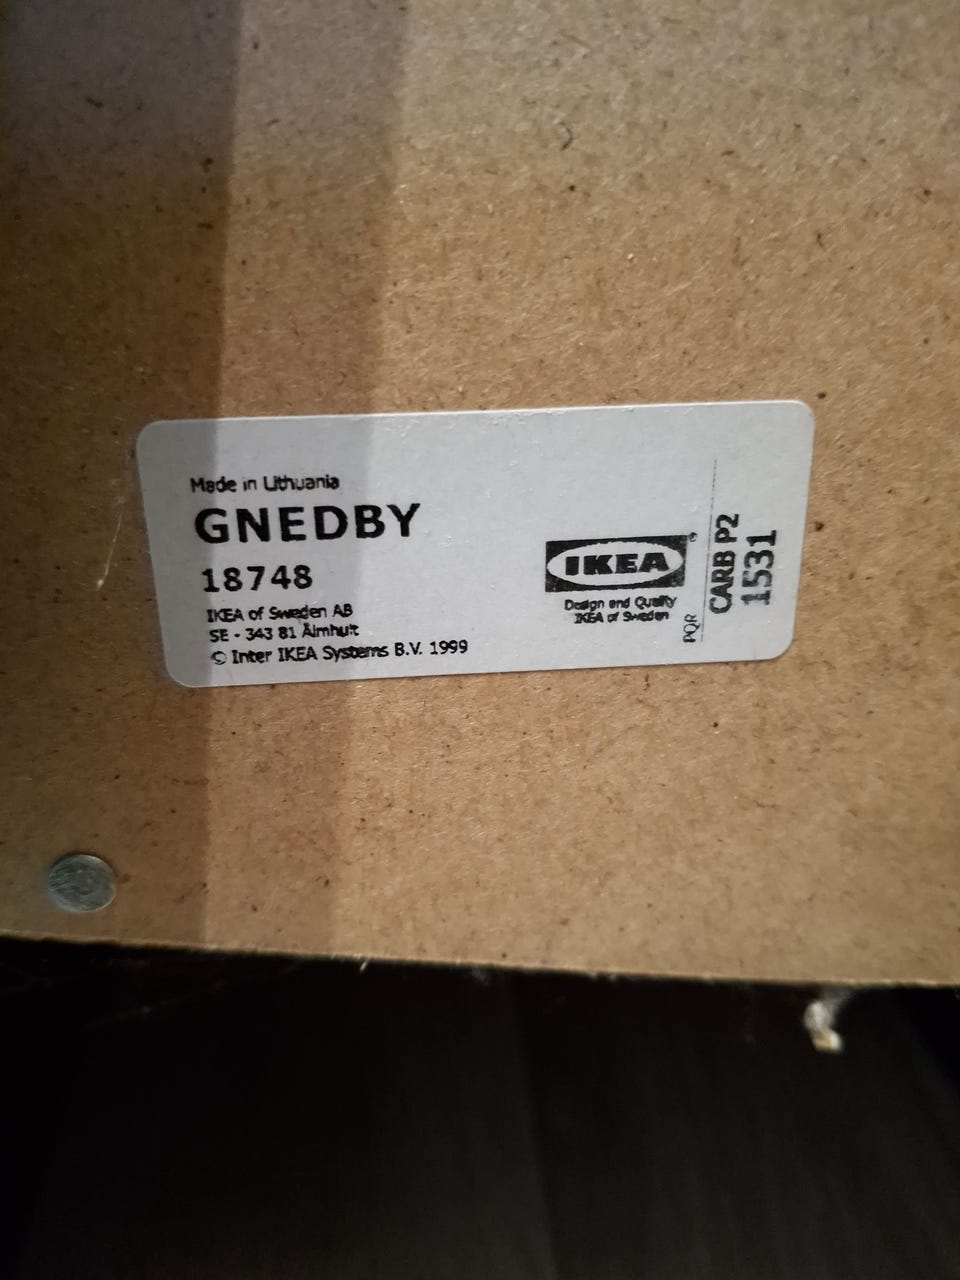 Made in Lithuania
GNEDBY
18748
IKEA of Sweden AB
SE - 343 81 Älmhult
© Inter IKEA Systems B.V. 1999
IKEA®
Design and Quality
IKEA of Sweden
PQR
CARB P2
1531